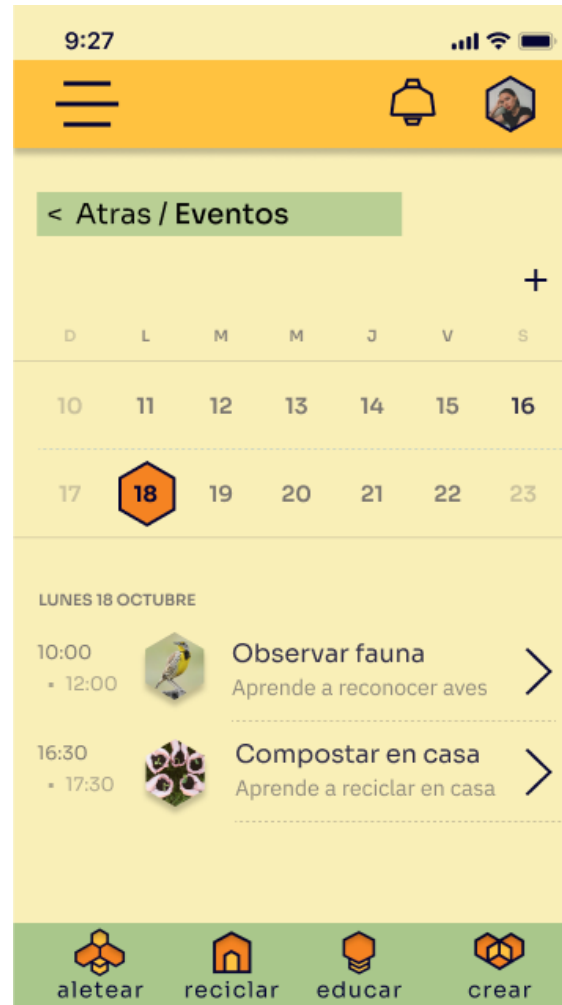 9:27
< Atras / Eventos
+
D L M M J V S
10 11 12 13 14 15 16
17 18 19 20 21 22 23
LUNES 18 OCTUBRE
10:00
▪ 12:00
Observar fauna
Aprende a reconocer aves
16:30
▪ 17:30
Compostar en casa
Aprende a reciclar en casa
aletear reciclar educar crear